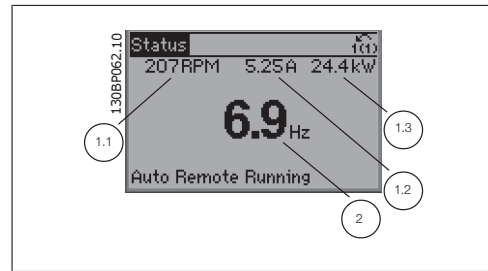 130BP062.10
Status
1(1)
207RPM 5.25A 24.4kW
6.9Hz
Auto Remote Running
1.1
1.3
1.2
2